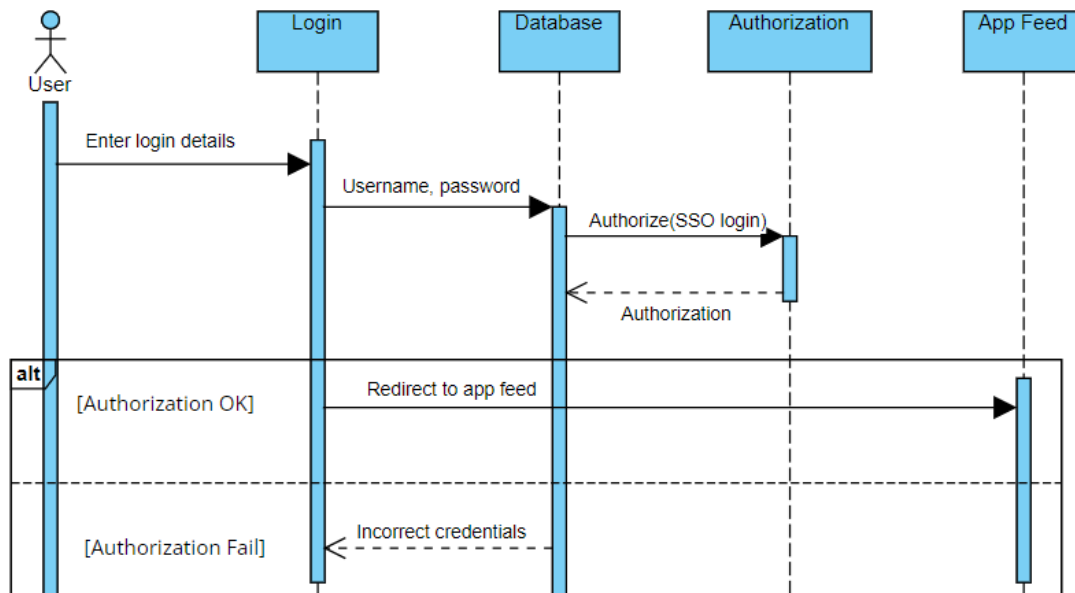 Login
Database
Authorization
App Feed
User
Enter login details
Username, password
Authorize(SSO login)
Authorization
alt
[Authorization OK]
Redirect to app feed
[Authorization Fail]
Incorrect credentials